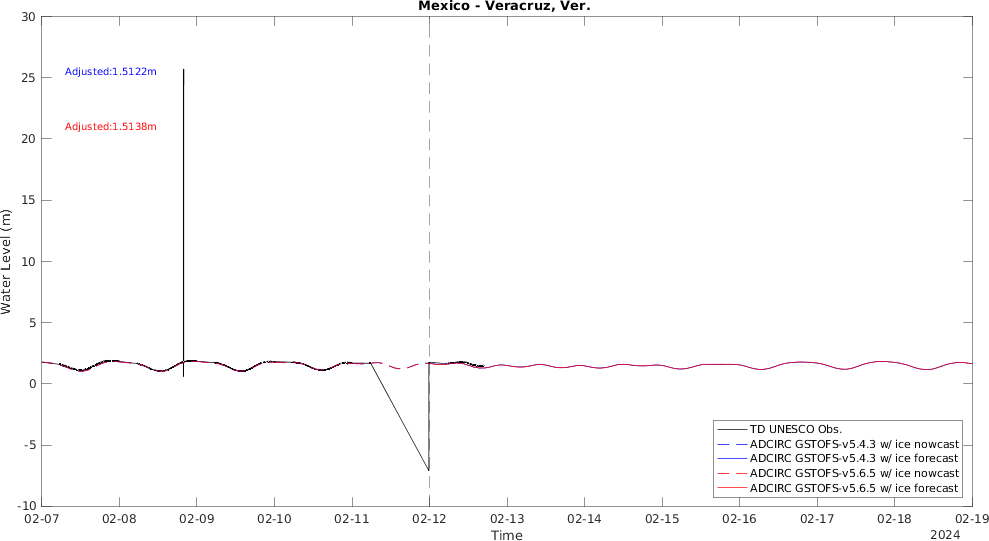 Mexico - Veracruz, Ver.
30
25
20
15
10
5
0
-5
-10
Water Level (m)
Adjusted:1.5122m
Adjusted:1.5138m
TD UNESCO Obs.
ADCIRC GSTOFS-v5.4.3 w/ ice nowcast
ADCIRC GSTOFS-v5.4.3 w/ ice forecast
ADCIRC GSTOFS-v5.6.5 w/ ice nowcast
ADCIRC GSTOFS-v5.6.5 w/ ice forecast
02-07 02-08 02-09 02-10 02-11 02-12 02-13 02-14 02-15 02-16 02-17 02-18 02-19
Time
2024